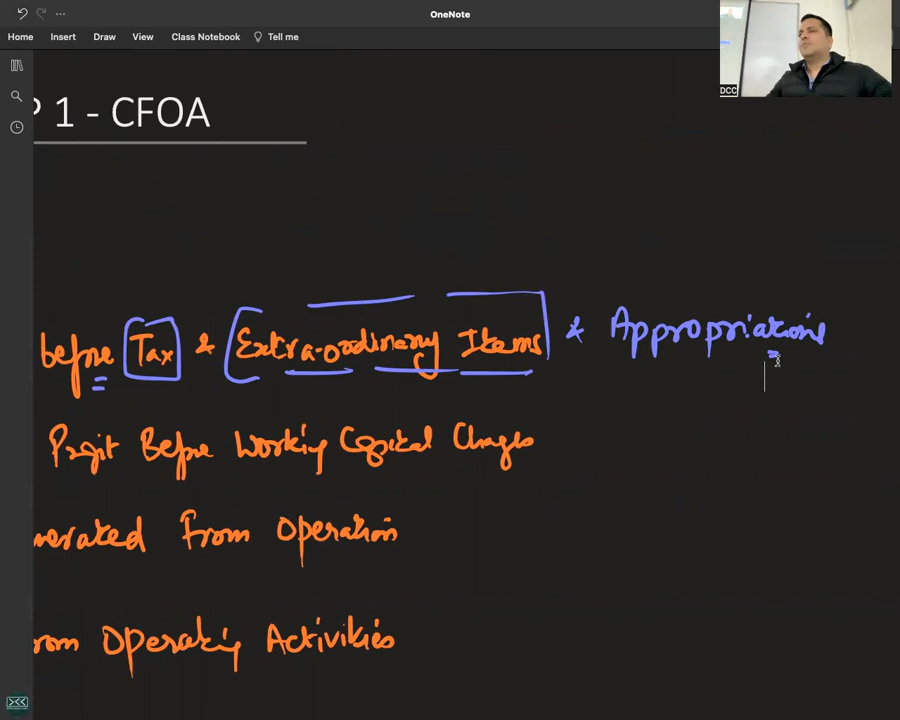 OneNote
Home Insert Draw View Class Notebook Tell me
DCC
P 1 - CFOA
before Tax & Extra-ordinary Items & Appropriations
Profit Before Working Capital Changes
nerated from Operation
rom Operating Activities